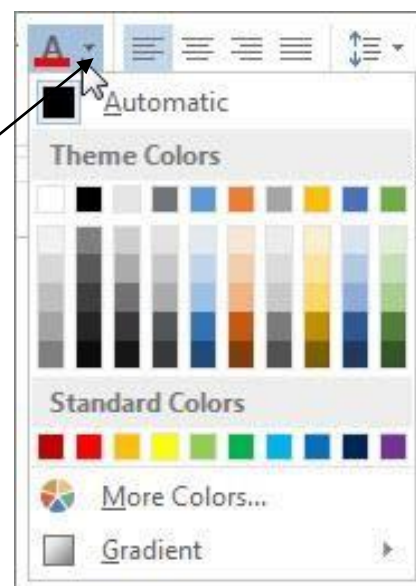 A
Automatic
Theme Colors
Standard Colors
More Colors...
Gradient